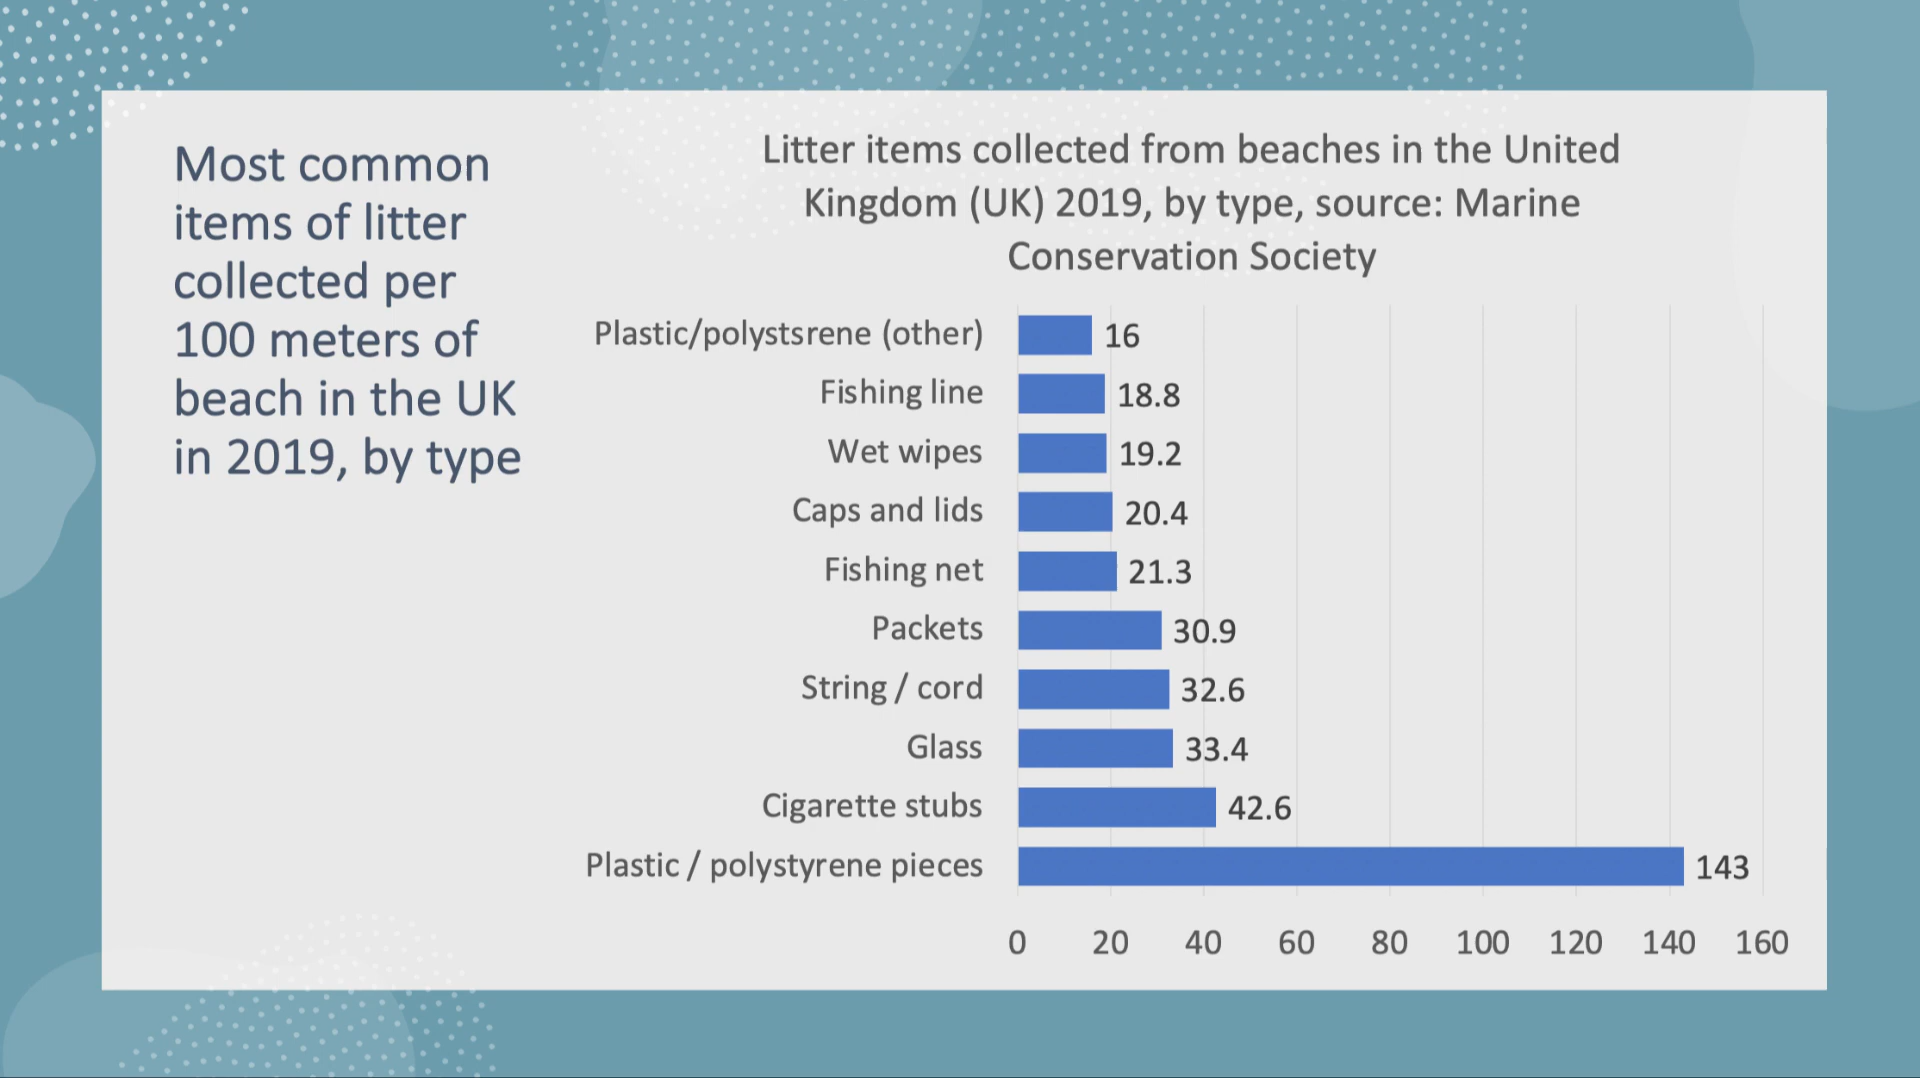 Most common
items of litter
collected per
100 meters of
beach in the UK
in 2019, by type
Litter items collected from beaches in the United
Kingdom (UK) 2019, by type, source: Marine
Conservation Society
Plastic/polystsrene (other) 16
Fishing line 18.8
Wet wipes 19.2
Caps and lids 20.4
Fishing net 21.3
Packets 30.9
String / cord 32.6
Glass 33.4
Cigarette stubs 42.6
Plastic / polystyrene pieces 143
0 20 40 60 80 100 120 140 160